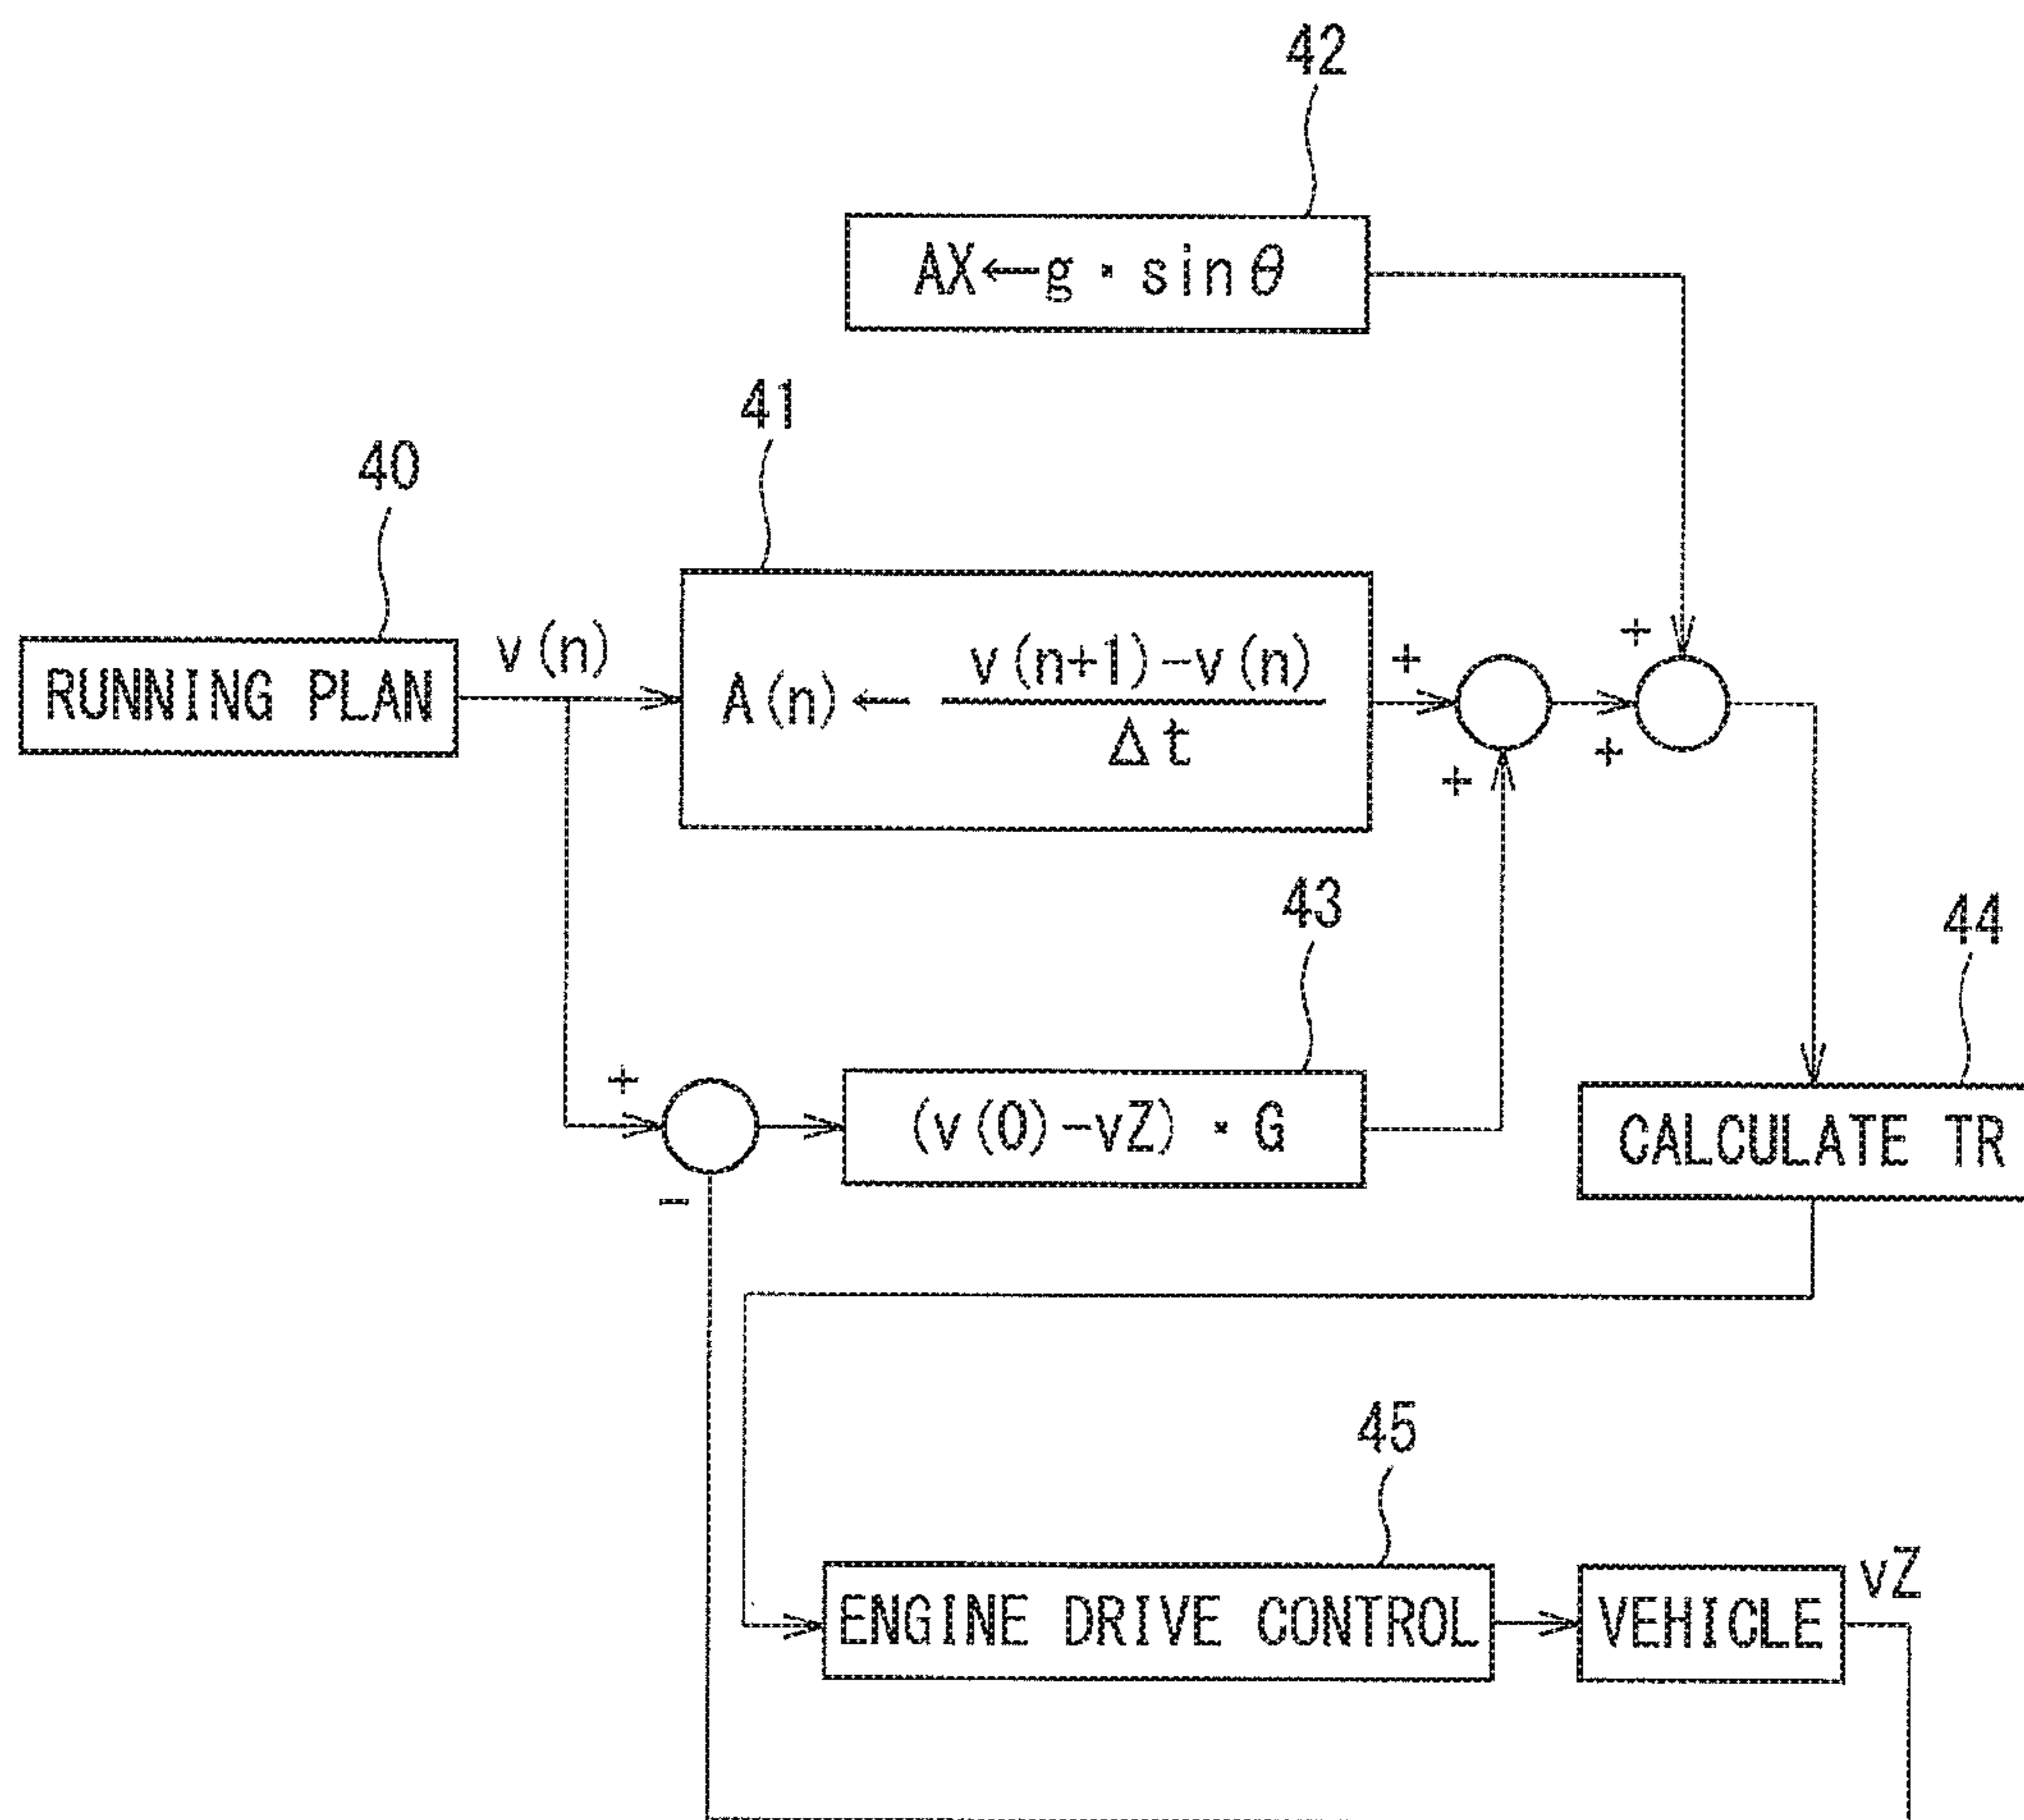 42
AX←g・sinθ
41
40
RUNNING PLAN
v(n)
A(n)← v(n+1)-v(n)
Δt
+
+
+
+
43
44
+
-
(v(0)-vZ)・G
CALCULATE TR
45
ENGINE DRIVE CONTROL
VEHICLE
vZ